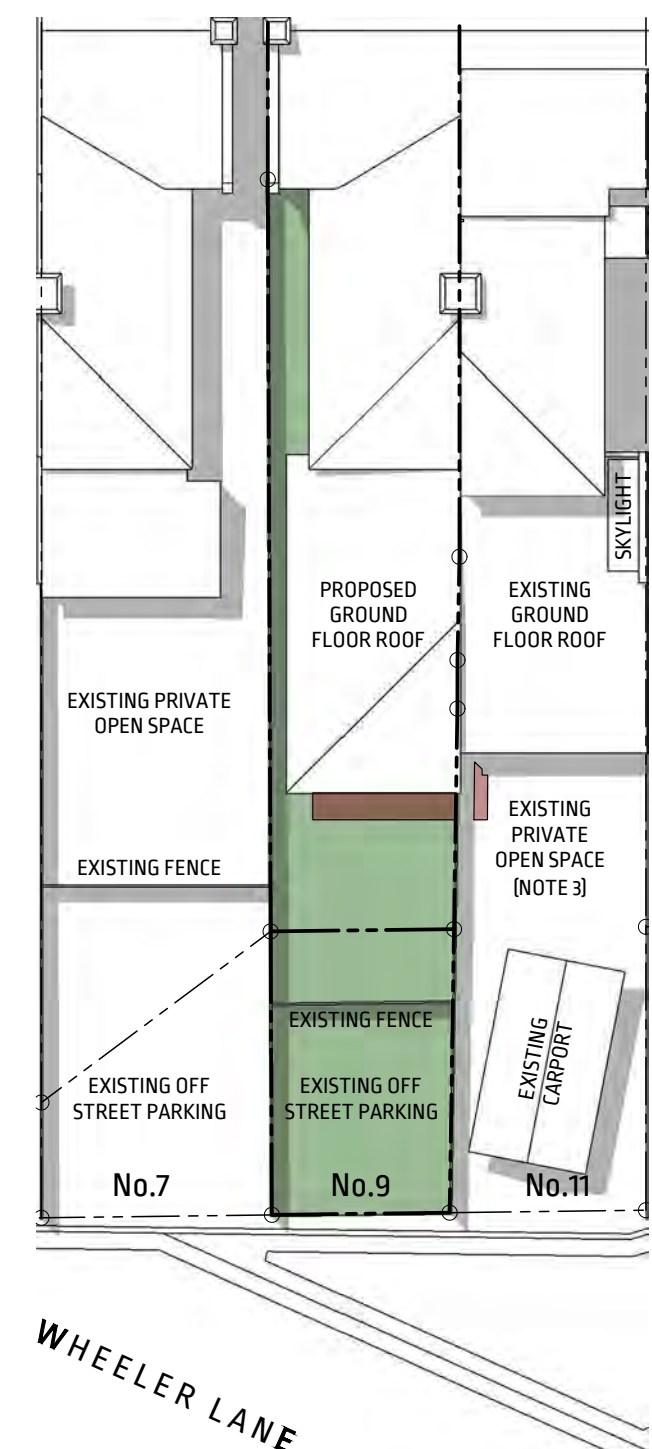 SKYLIGHT
PROPOSED
GROUND
FLOOR ROOF
EXISTING
GROUND
FLOOR ROOF
EXISTING PRIVATE
OPEN SPACE
EXISTING
PRIVATE
OPEN SPACE
(NOTE 3)
EXISTING FENCE
EXISTING FENCE
EXISTING
CARPORT
EXISTING OFF
STREET PARKING
EXISTING OFF
STREET PARKING
No.7
No.9
No.11
WHEELER LANE